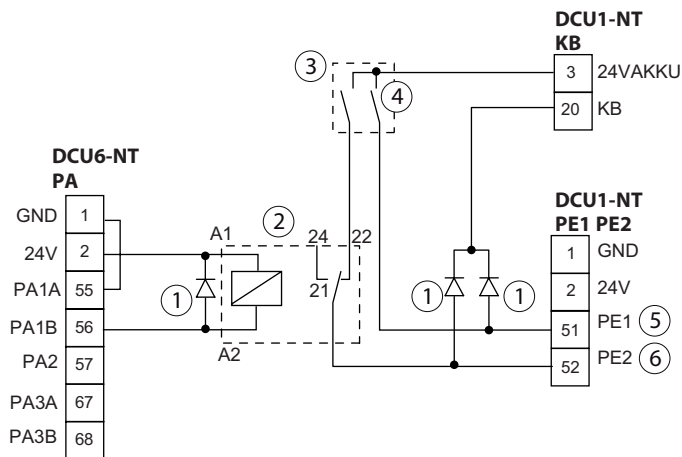 DCU1-NT
KB
3 24VAKKU
20 KB
3
4
DCU6-NT
PA
GND 1
24V 2
PA1A 55
PA1B 56
PA2 57
PA3A 67
PA3B 68
1
2
A1
24 22
21
A2
1 1
DCU1-NT
PE1 PE2
1 GND
2 24V
51 PE1 5
52 PE2 6